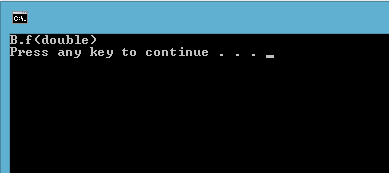 B.f(double)
Press any key to continue . . . _